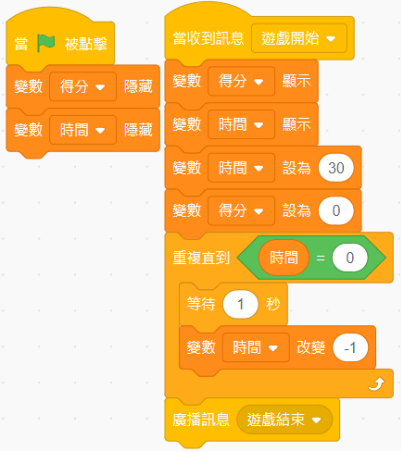 當 被點擊
變數 得分 隱藏
變數 時間 隱藏
當收到訊息 遊戲開始
變數 得分 顯示
變數 時間 顯示
變數 時間 設為 30
變數 得分 設為 0
重複直到 時間 = 0
等待 1 秒
變數 時間 改變 -1
廣播訊息 遊戲結束